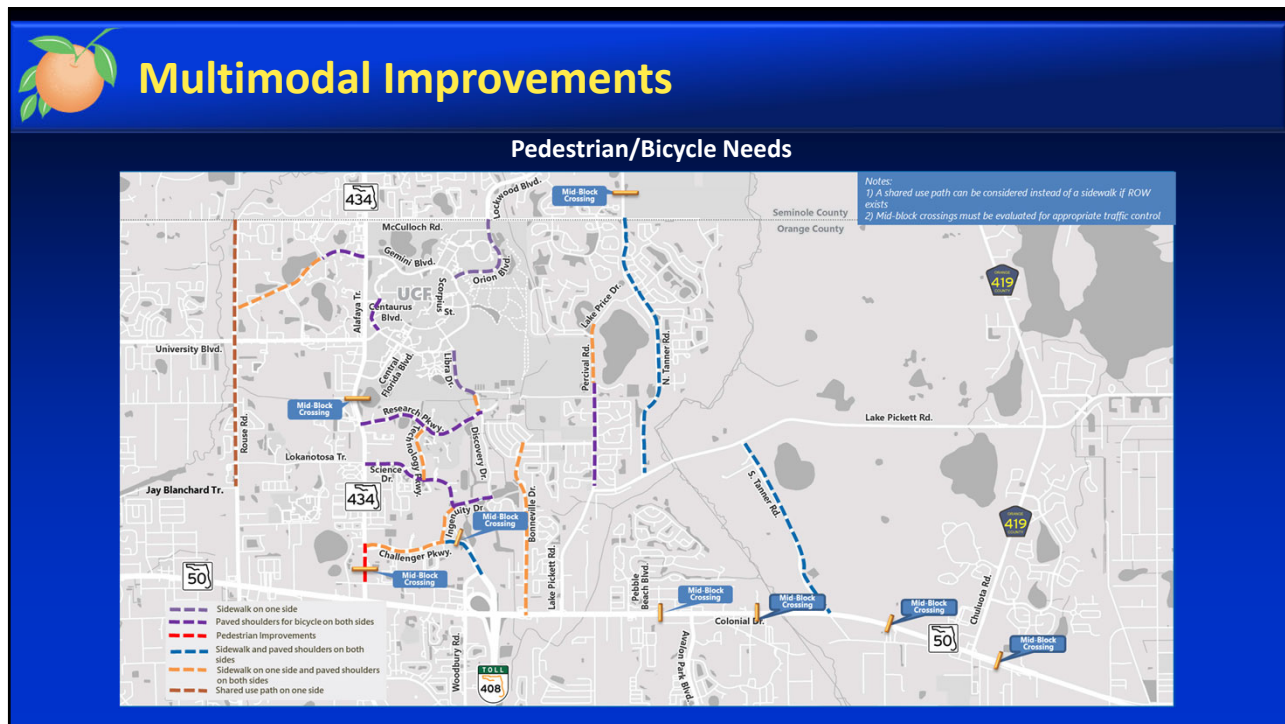 Multimodal Improvements
Pedestrian/Bicycle Needs
Notes:
1) A shared use path can be considered instead of a sidewalk if ROW
exists
2) Mid-block crossings must be evaluated for appropriate traffic control
Mid-Block
Crossing
Lockwood Blvd.
434
Seminole County
Orange County
McCulloch Rd.
Gemini Blvd.
Orion Blvd.
ORANGE
419
COUNTY
UCF
Scorpius
St.
Centaurus
Blvd.
Alafaya Tr.
Lake Price Dr.
N. Tanner Rd.
University Blvd.
Central
Florida Blvd.
Libra Dr.
Percival Rd.
Mid-Block
Crossing
Research Pkwy.
Lake Pickett Rd.
Rouse Rd.
Technology Pkwy.
Discovery Dr.
Lokanotosa Tr.
Science
Dr.
Jay Blanchard Tr.
434
S. Tanner Rd.
Ingenuity Dr.
Bonneville Dr.
ORANGE
419
COUNTY
Mid-Block
Crossing
Challenger Pkwy.
Lake Pickett Rd.
50
Mid-Block
Crossing
Pebble
Beach Blvd.
Chuluota Rd.
Mid-Block
Crossing
Mid-Block
Crossing
Mid-Block
Crossing
Colonial Dr.
50
Mid-Block
Crossing
Woodbury Rd.
Avalon Park Blvd.
TOLL
408
Sidewalk on one side
Paved shoulders for bicycle on both sides
Pedestrian Improvements
Sidewalk and paved shoulders on both
sides
Sidewalk on one side and paved shoulders
on both sides
Shared use path on one side